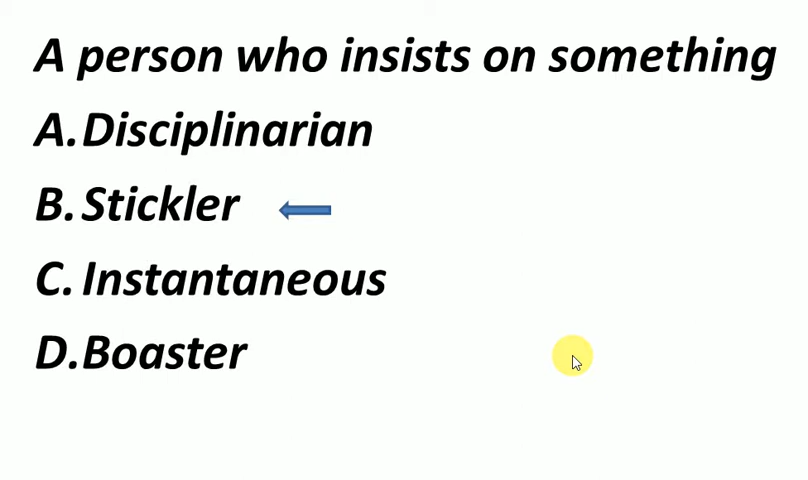 A person who insists on something
A. Disciplinarian
B. Stickler
C. Instantaneous
D. Boaster